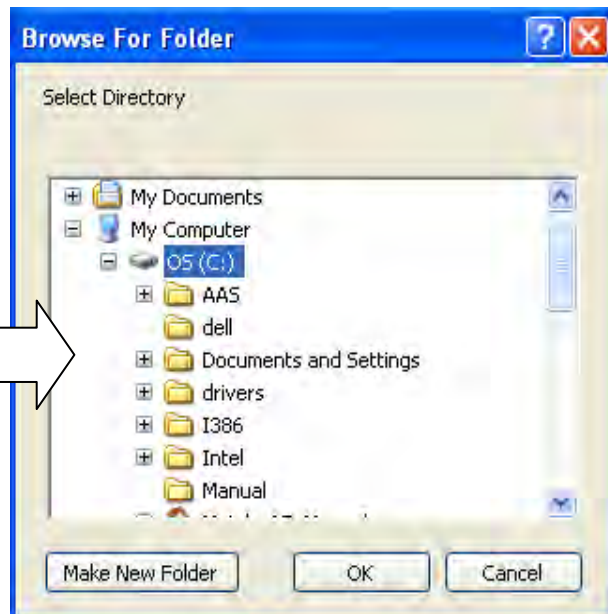 Browse For Folder
Select Directory
My Documents
My Computer
OS (C:)
AAS
dell
Documents and Settings
drivers
I386
Intel
Manual
Make New Folder OK Cancel